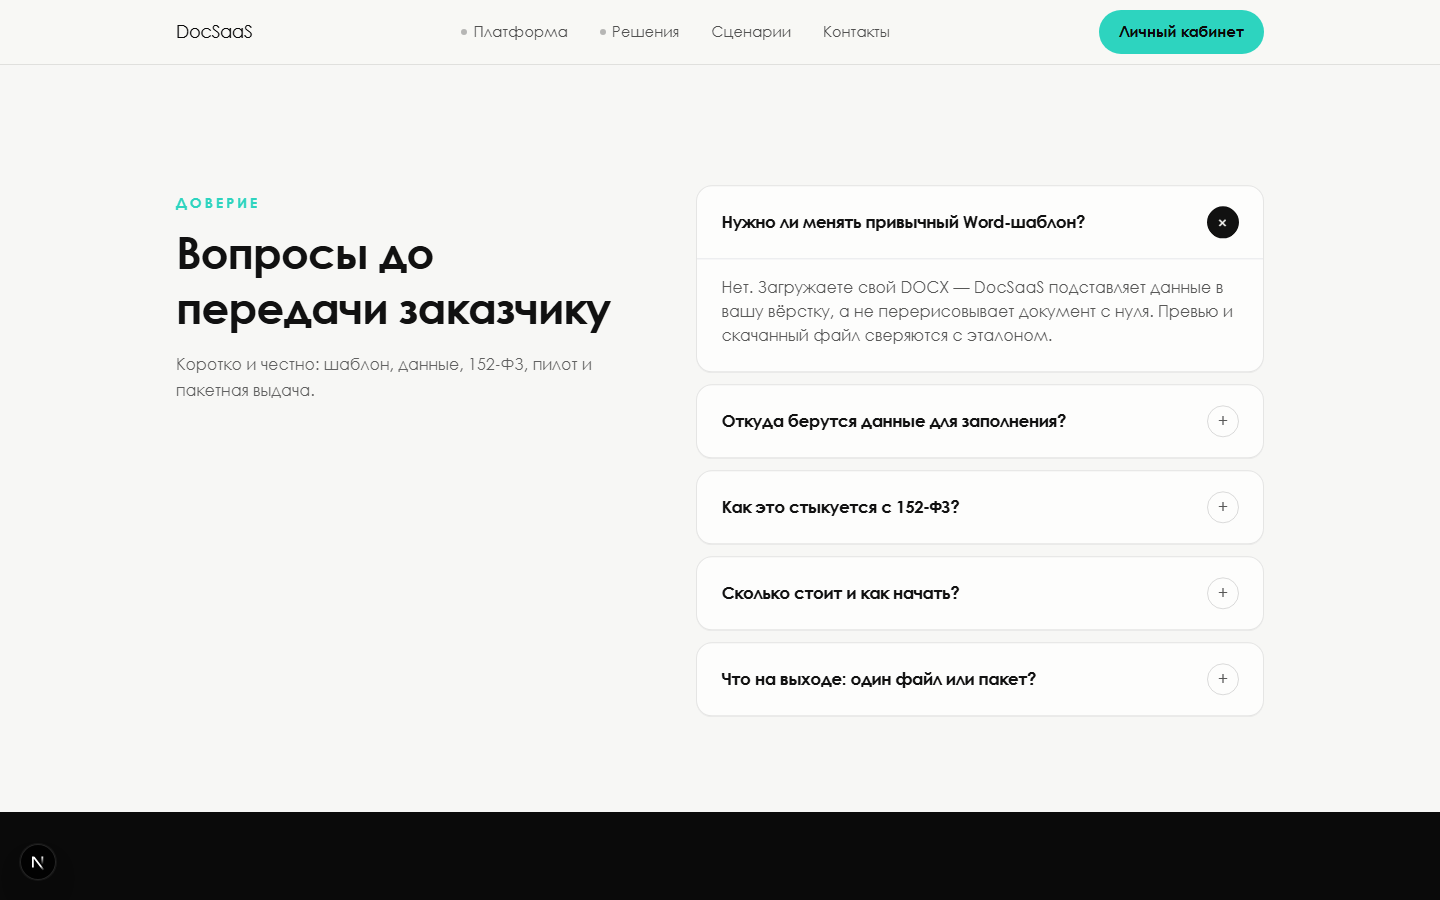 DocSaaS
Платформа
Решения
Сценарии
Контакты
Личный кабинет
ДОВЕРИЕ
Вопросы до
передачи заказчику
Коротко и честно: шаблон, данные, 152-ФЗ, пилот и
пакетная выдача.
Нужно ли менять привычный Word-шаблон?
Нет. Загружаете свой DOCX — DocSaaS подставляет данные в
вашу вёрстку, а не перерисовывает документ с нуля. Превью и
скачанный файл сверяются с эталоном.
Откуда берутся данные для заполнения?
+
Как это стыкуется с 152-ФЗ?
+
Сколько стоит и как начать?
+
Что на выходе: один файл или пакет?
+
N